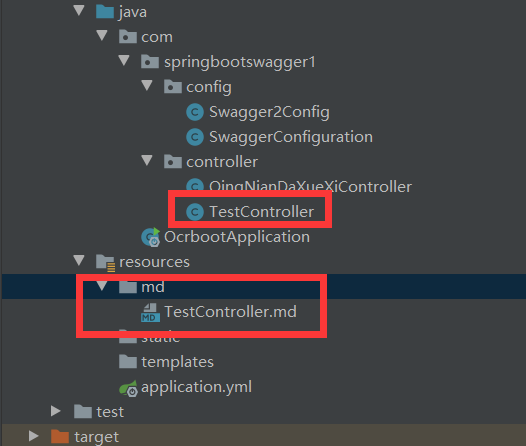 java
com
springbootswagger1
config
Swagger2Config
SwaggerConfiguration
controller
QingNianDaXueXiController
TestController
OcrbootApplication
resources
md
TestController.md
static
templates
application.yml
test
target